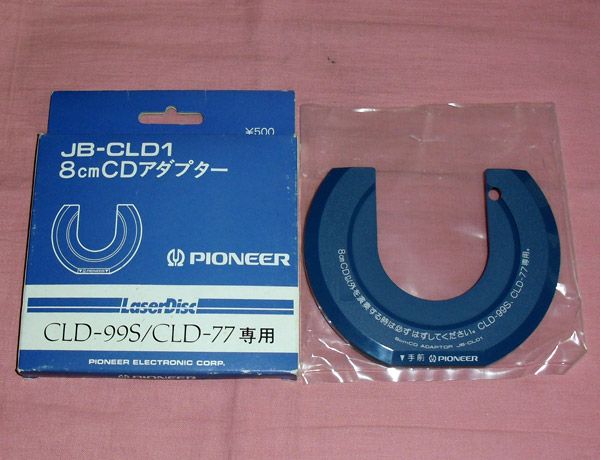 ¥500
JB-CLD1
8cmCDアダプター
▼PIONEER▼
PIONEER
LaserDisc
CLD-99S/CLD-77 専用
PIONEER ELECTRONIC CORP.
8cmCD以外を演奏する時は必ずはずしてください。CLD-99S、CLD-77専用。
8cmCD ADAPTOR JB-CLD1
▼手前 PIONEER